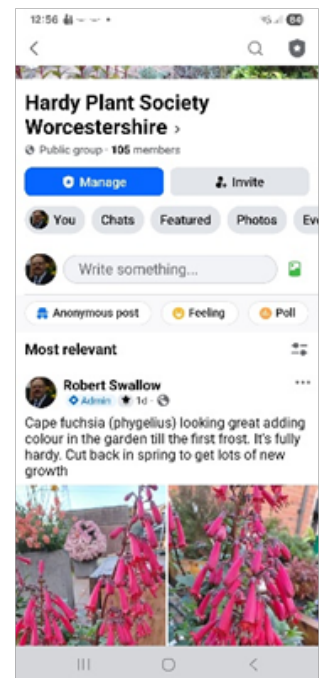 12:56
64
Hardy Plant Society
Worcestershire ›
Public group · 105 members
Manage
Invite
You
Chats
Featured
Photos
Ev
Write something...
Anonymous post
Feeling
Poll
Most relevant
Robert Swallow
Admin
1d ·
Cape fuchsia (phygelius) looking great adding
colour in the garden till the first frost. It's fully
hardy. Cut back in spring to get lots of new
growth